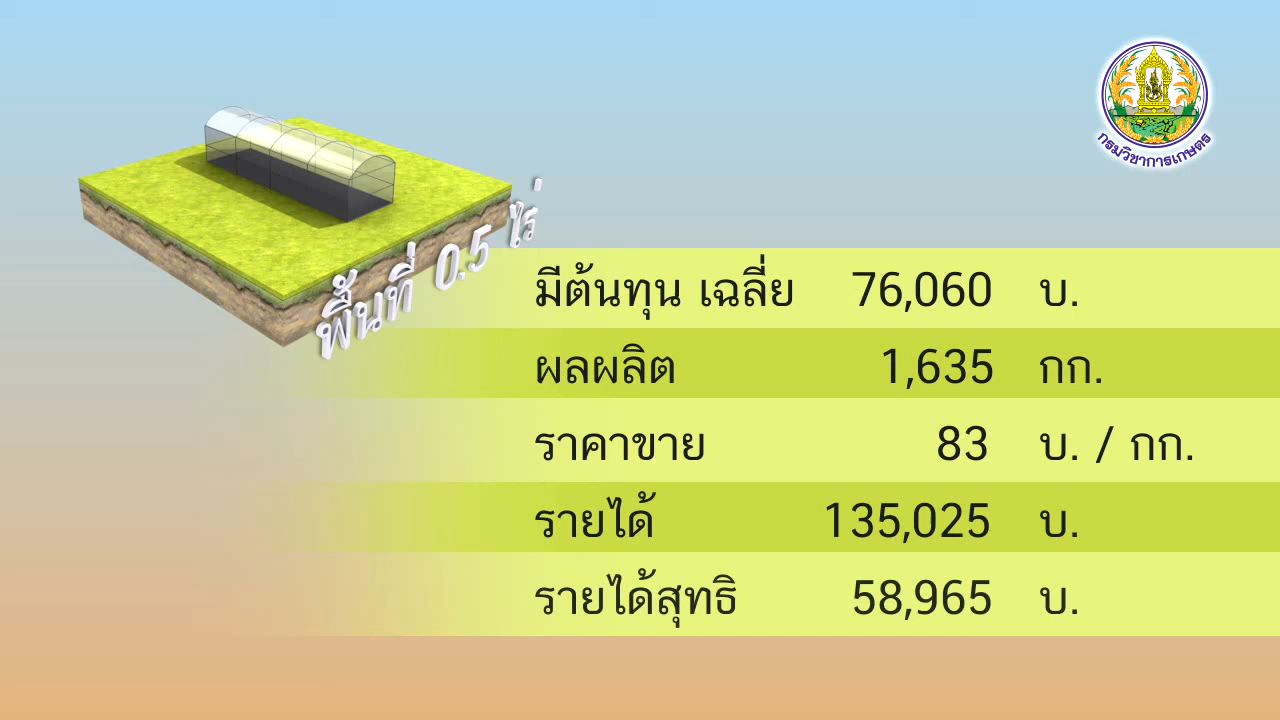 กรมวิชาการเกษตร
พื้นที่ 0.5 ไร่
มีต้นทุน เฉลี่ย 76,060 บ.
ผลผลิต 1,635 กก.
ราคาขาย 83 บ. / กก.
รายได้ 135,025 บ.
รายได้สุทธิ 58,965 บ.